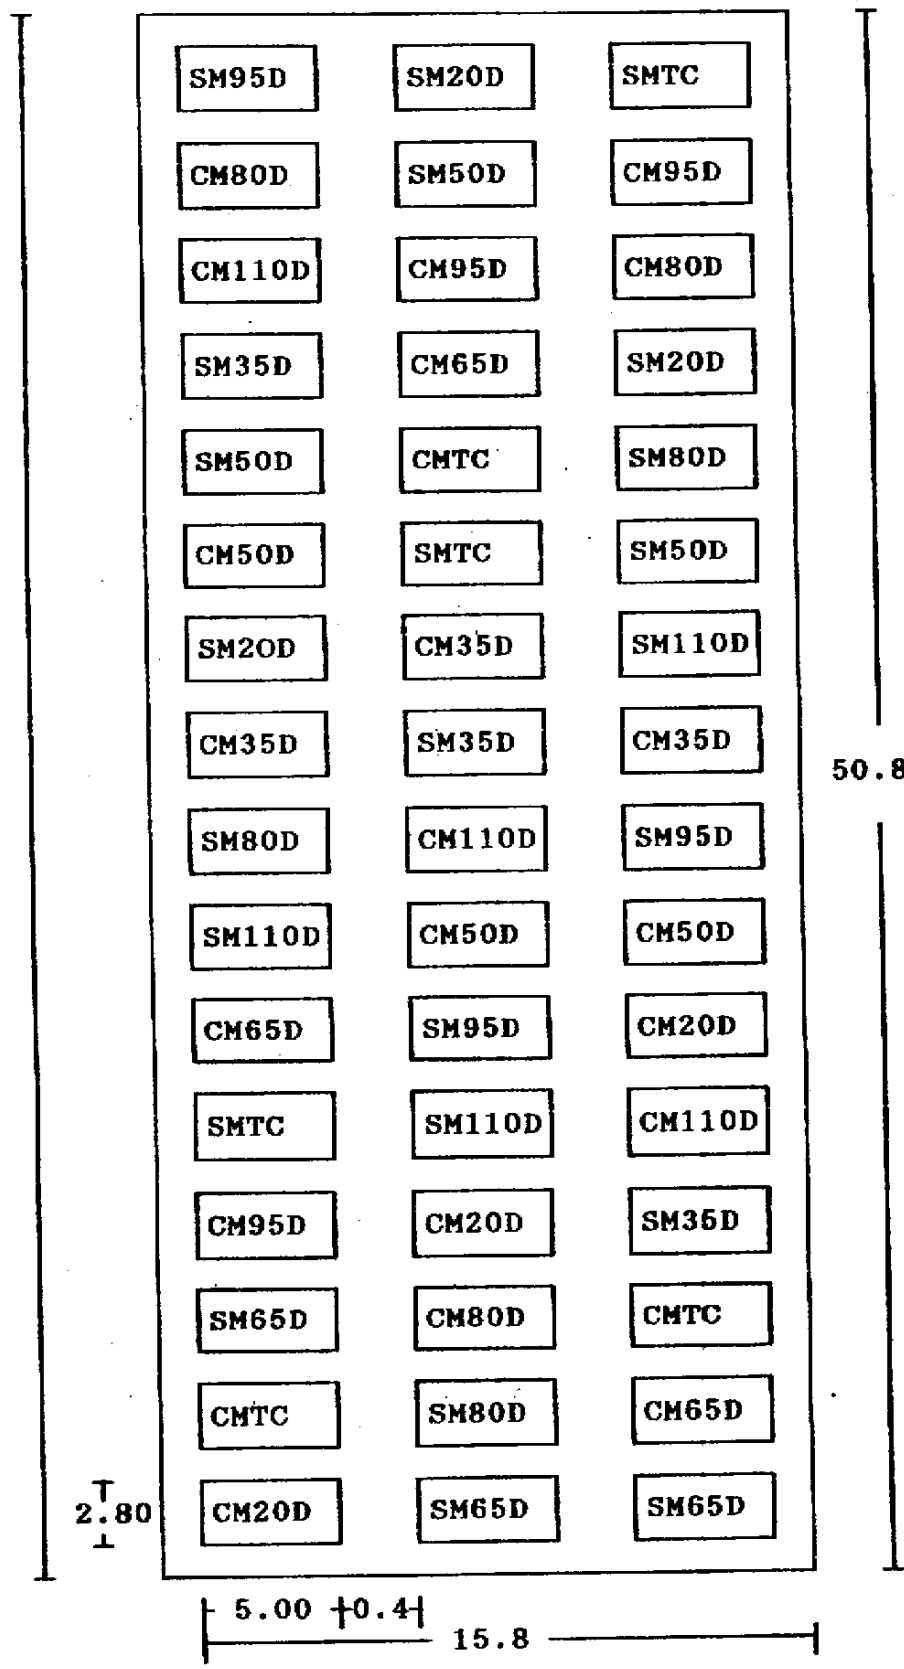 SM95D SM20D SMTC
CM80D SM50D CM95D
CM110D CM95D CM80D
SM35D CM65D SM20D
SM50D CMTC SM80D
CM50D SMTC SM50D
SM20D CM35D SM110D
CM35D SM35D CM35D
50.8
SM80D CM110D SM95D
SM110D CM50D CM50D
CM65D SM95D CM20D
SMTC SM110D CM110D
CM95D CM20D SM35D
SM65D CM80D CMTC
CMTC SM80D CM65D
2.80 CM20D SM65D SM65D
5.00 0.4
15.8